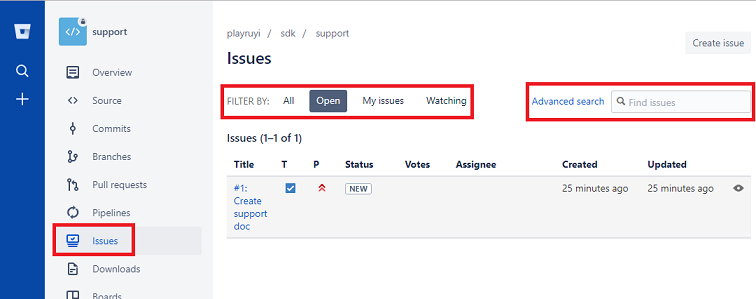 support
Overview
Source
Commits
Branches
Pull requests
Pipelines
Issues
Downloads
Boards
playruyi / sdk / support
Issues
Create issue
FILTER BY: All Open My issues Watching
Advanced search Find issues
Issues (1–1 of 1)
Title T P Status Votes Assignee Created Updated
#1: NEW 25 minutes ago 25 minutes ago
Create
support
doc